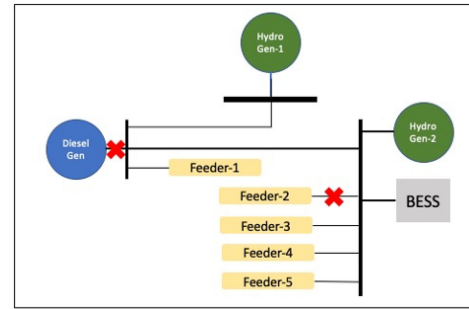 Hydro
Gen-1
Diesel
Gen
Hydro
Gen-2
Feeder-1
Feeder-2
BESS
Feeder-3
Feeder-4
Feeder-5